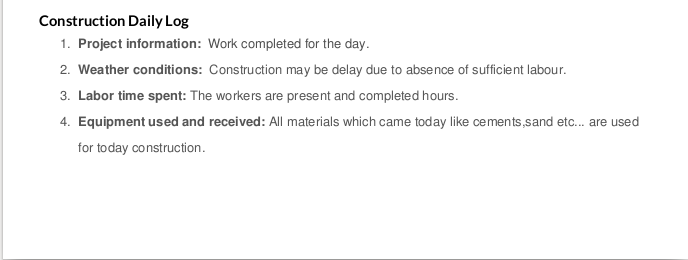 Construction Daily Log
1. Project information: Work completed for the day.
2. Weather conditions: Construction may be delay due to absence of sufficient labour.
3. Labor time spent: The workers are present and completed hours.
4. Equipment used and received: All materials which came today like cements,sand etc... are used
for today construction.